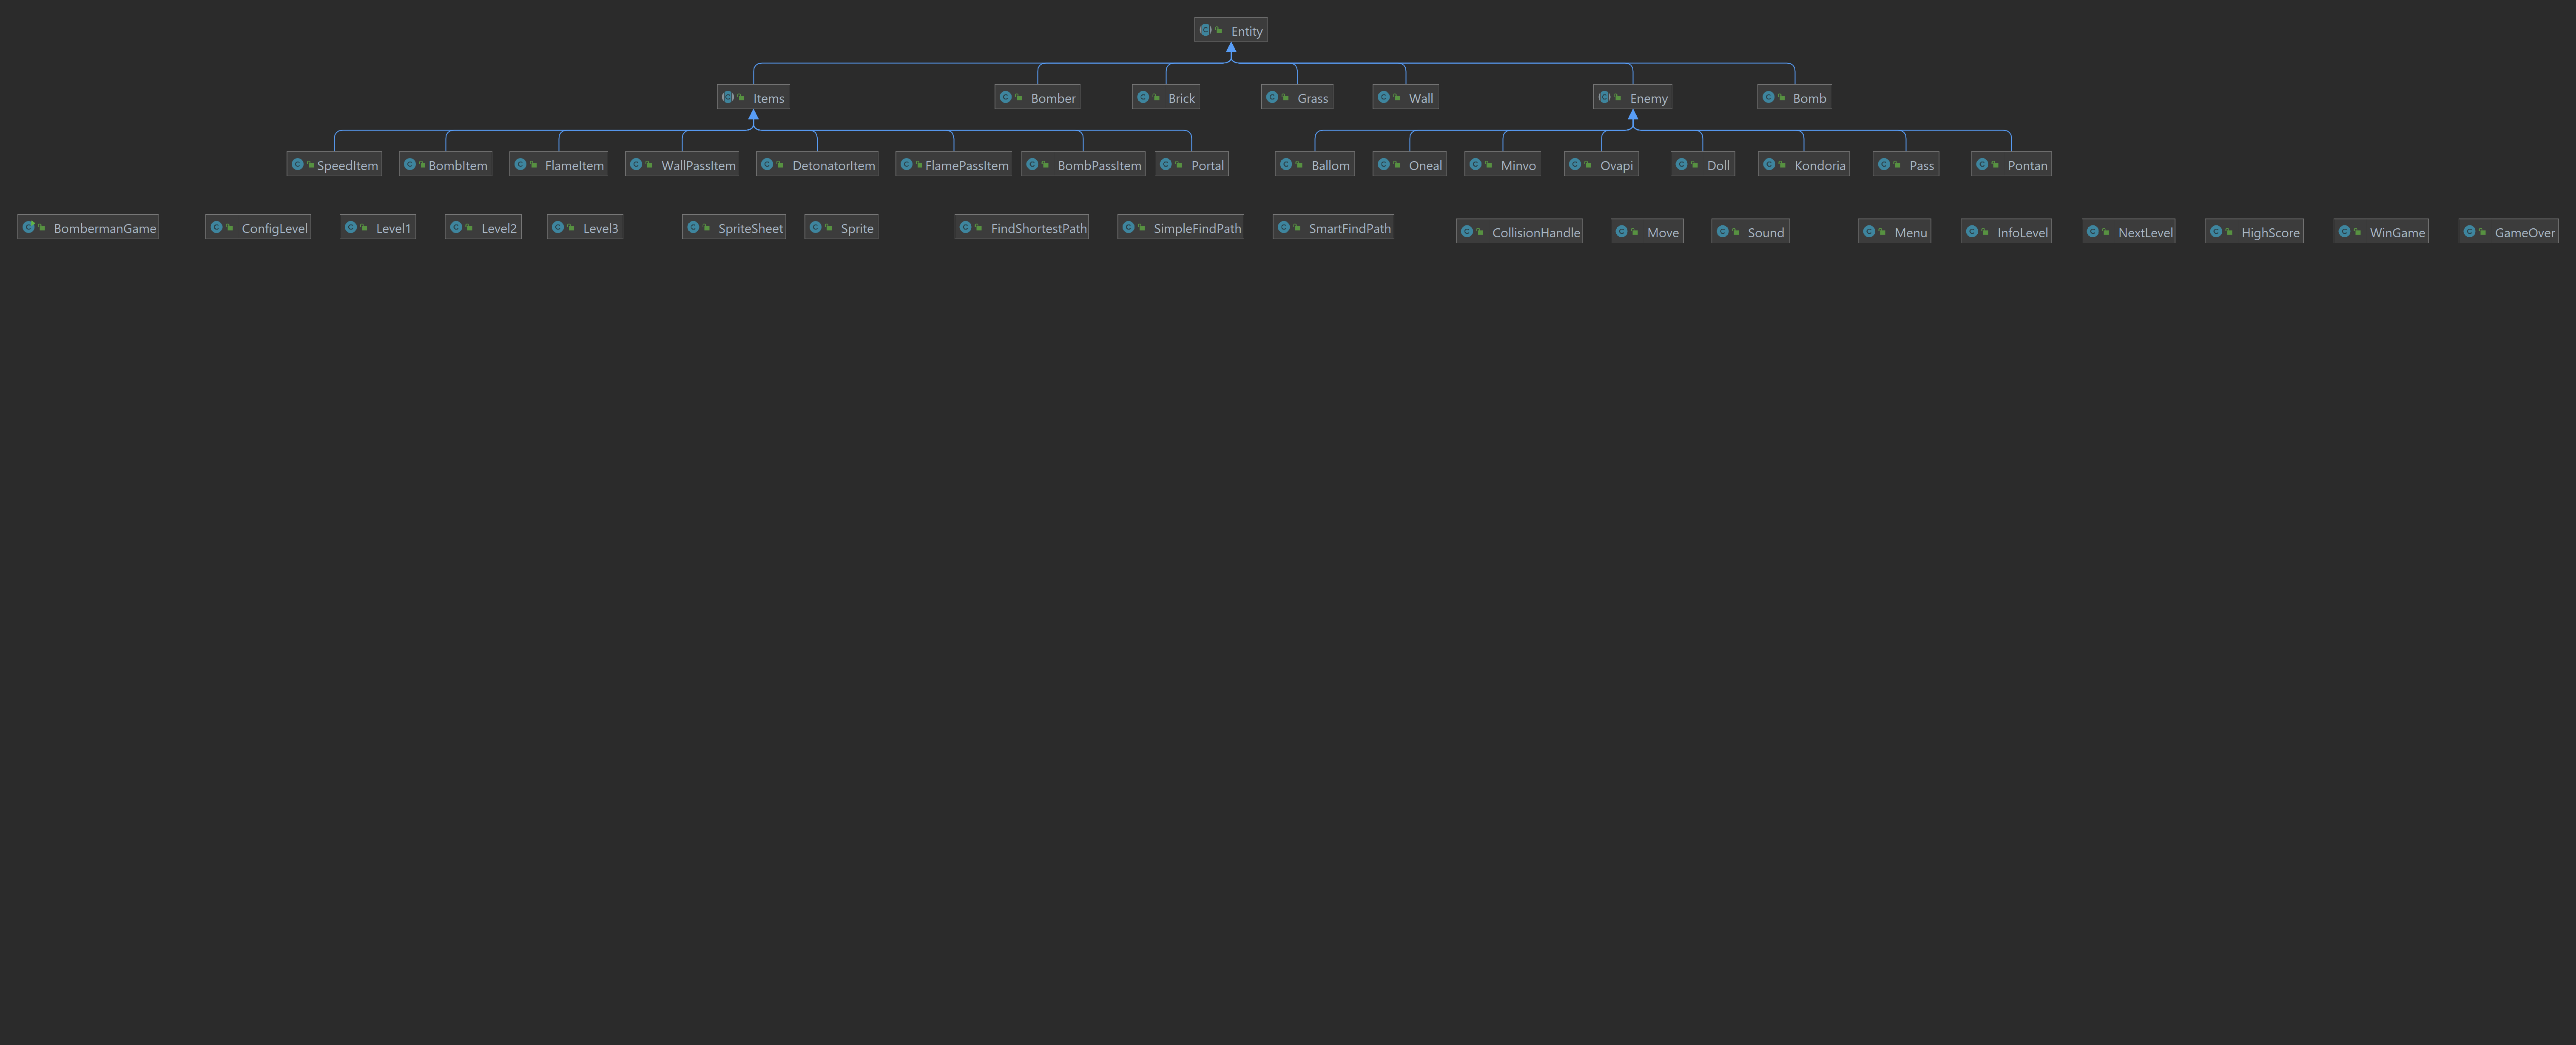 Entity
Items Bomber Brick Grass Wall Enemy Bomb
SpeedItem BombItem FlameItem WallPassItem DetonatorItem FlamePassItem BombPassItem Portal Ballom Oneal Minvo Ovapi Doll Kondoria Pass Pontan
BombermanGame ConfigLevel Level1 Level2 Level3 SpriteSheet Sprite FindShortestPath SimpleFindPath SmartFindPath CollisionHandle Move Sound Menu InfoLevel NextLevel HighScore WinGame GameOver